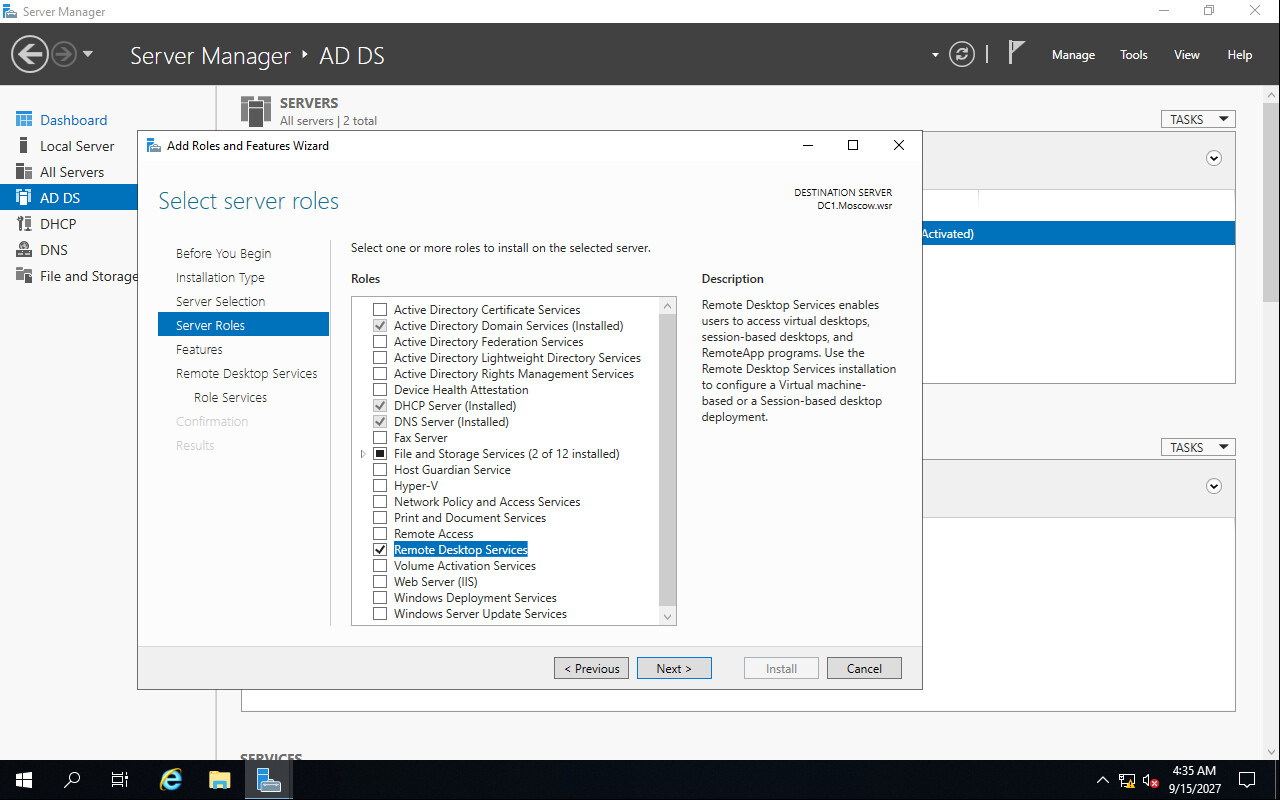 Server Manager
Server Manager ‣ AD DS
Manage
Tools
View
Help
Dashboard
Local Server
All Servers
AD DS
DHCP
DNS
File and Storage
SERVERS
All servers | 2 total
TASKS
Activated)
TASKS
SERVICES
Add Roles and Features Wizard
Select server roles
DESTINATION SERVER
DC1.Moscow.wsr
Before You Begin
Installation Type
Server Selection
Server Roles
Features
Remote Desktop Services
Role Services
Confirmation
Results
Select one or more roles to install on the selected server.
Roles
Active Directory Certificate Services
Active Directory Domain Services (Installed)
Active Directory Federation Services
Active Directory Lightweight Directory Services
Active Directory Rights Management Services
Device Health Attestation
DHCP Server (Installed)
DNS Server (Installed)
Fax Server
File and Storage Services (2 of 12 installed)
Host Guardian Service
Hyper-V
Network Policy and Access Services
Print and Document Services
Remote Access
Remote Desktop Services
Volume Activation Services
Web Server (IIS)
Windows Deployment Services
Windows Server Update Services
Description
Remote Desktop Services enables
users to access virtual desktops,
session-based desktops, and
RemoteApp programs. Use the
Remote Desktop Services installation
to configure a Virtual machine-
based or a Session-based desktop
deployment.
< Previous
Next >
Install
Cancel
4:35 AM
9/15/2027